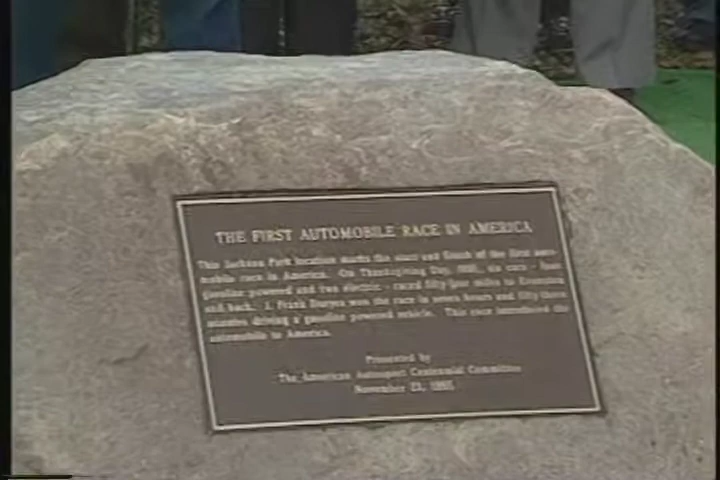 THE FIRST AUTOMOBILE RACE IN AMERICA
This Jackson Park location marks the start and finish of the first auto-
mobile race in America. On Thanksgiving Day, 1895, six cars - four
gasoline powered and two electric - raced fifty-four miles to Evanston
and back. J. Frank Duryea won the race in seven hours and fifty-three
minutes driving a gasoline powered vehicle. This race introduced the
automobile to America.
Presented by
The American Autosport Centennial Committee
November 23, 1995